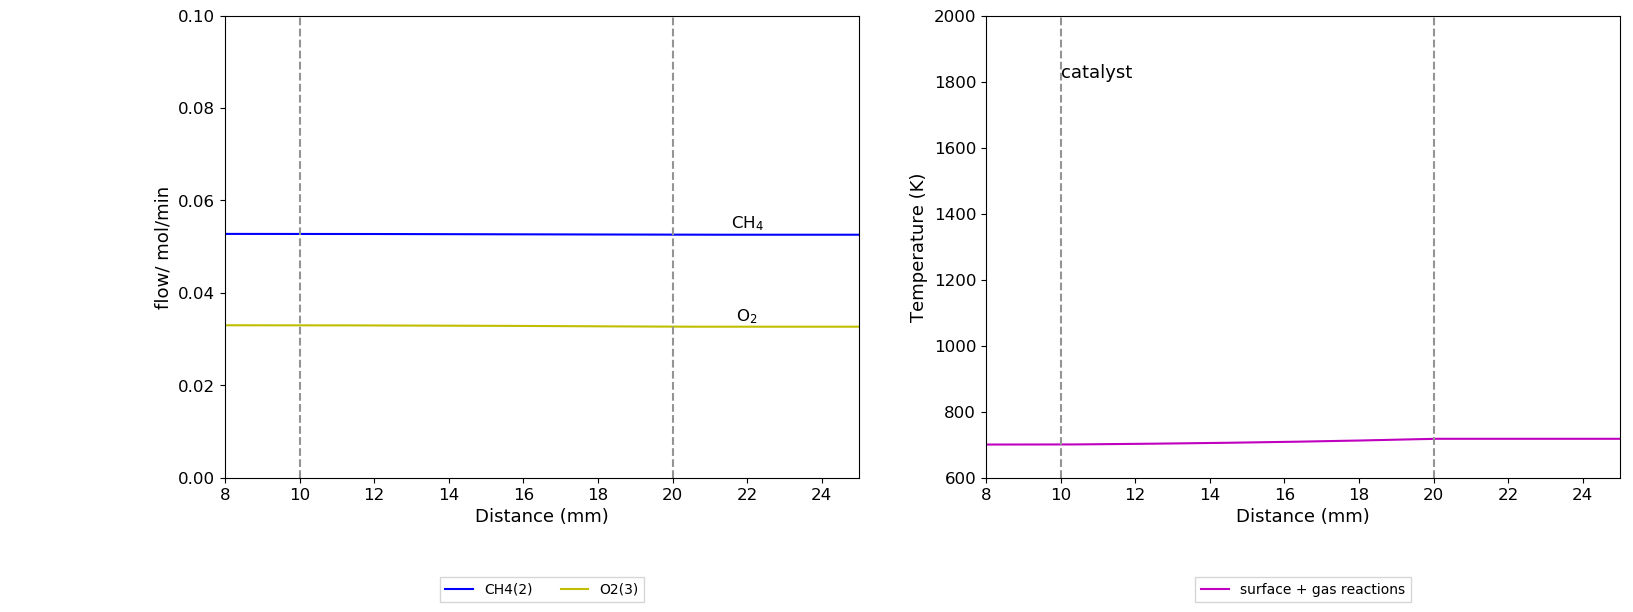 0.10
0.08
0.06
0.04
0.02
0.00
flow/ mol/min
CH₄
O₂
8 10 12 14 16 18 20 22 24
Distance (mm)
CH4(2) O2(3)
2000
1800
1600
1400
1200
1000
800
600
Temperature (K)
catalyst
8 10 12 14 16 18 20 22 24
Distance (mm)
surface + gas reactions